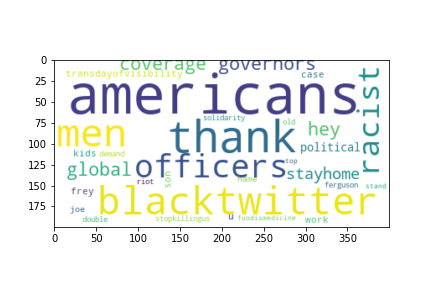 0
25
50
75
100
125
150
175
coverage governors
transdayofvisibility case
americans
racist
solidarity old
men thank hey
political
kids demand
global officers top
stayhome
riot son name ferguson stand
frey
blacktwitter
joe
double stopkillingus u foodismedicine work
0 50 100 150 200 250 300 350